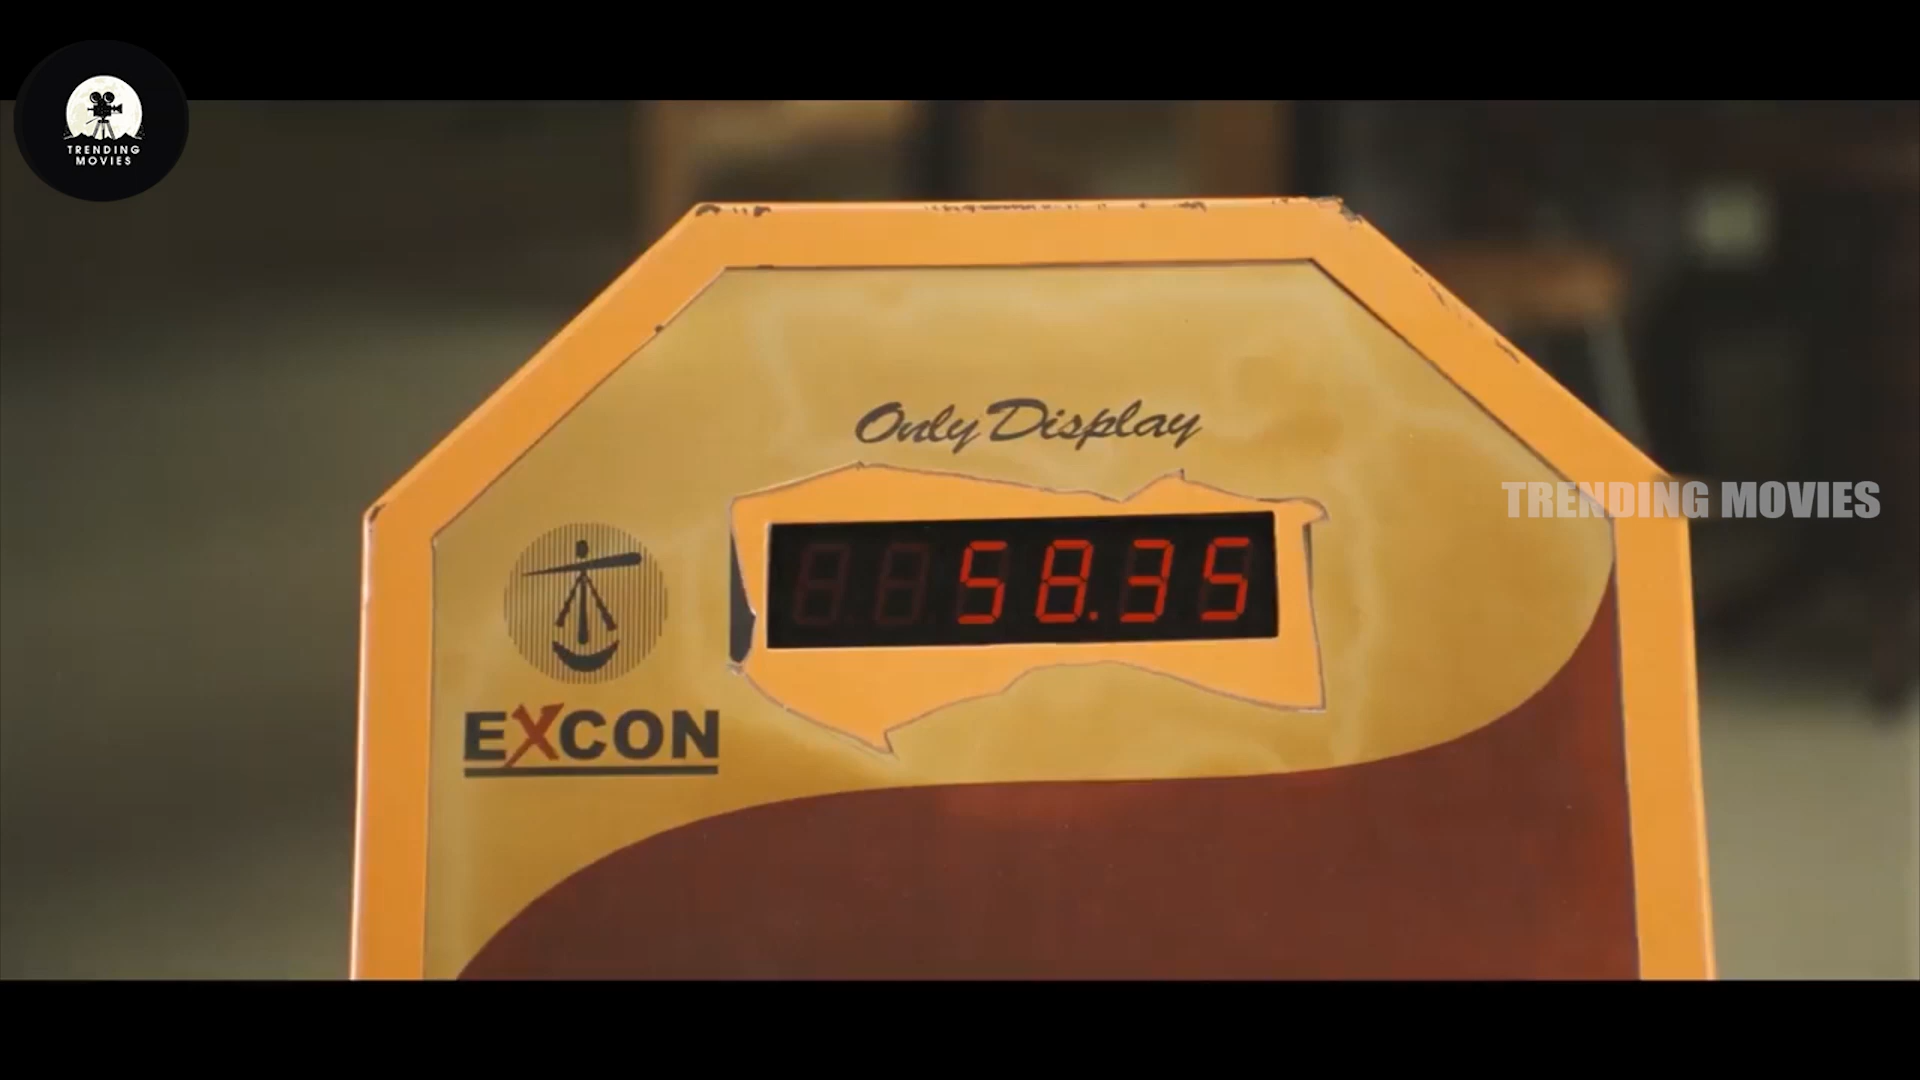 TRENDING
MOVIES
Only Display
TRENDING MOVIES
58.35
EXCON